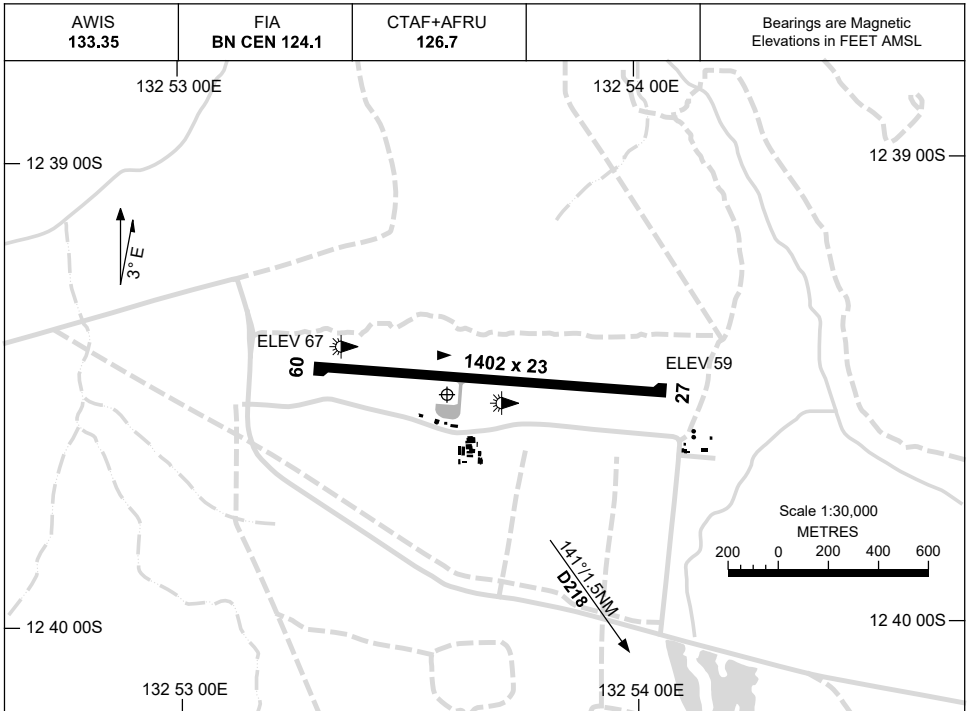 AWIS
133.35
FIA
BN CEN 124.1
CTAF+AFRU
126.7
Bearings are Magnetic
Elevations in FEET AMSL
132 53 00E
132 54 00E
12 39 00S
12 39 00S
3° E
ELEV 67
09
1402 x 23
ELEV 59
27
Scale 1:30,000
METRES
200 0 200 400 600
141°/1.5NM
D218
12 40 00S
12 40 00S
132 53 00E
132 54 00E